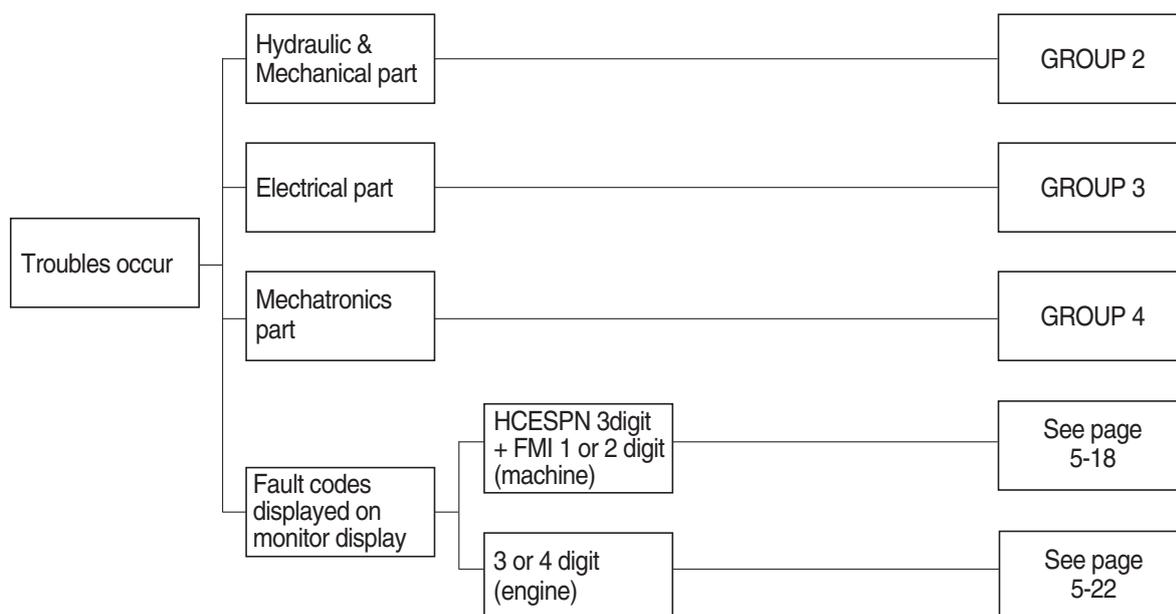 Hydraulic &
Mechanical part
GROUP 2
Electrical part
GROUP 3
Troubles occur
Mechatronics
part
GROUP 4
HCESPN 3digit
+ FMI 1 or 2 digit
(machine)
See page
5-18
Fault codes
displayed on
monitor display
3 or 4 digit
(engine)
See page
5-22